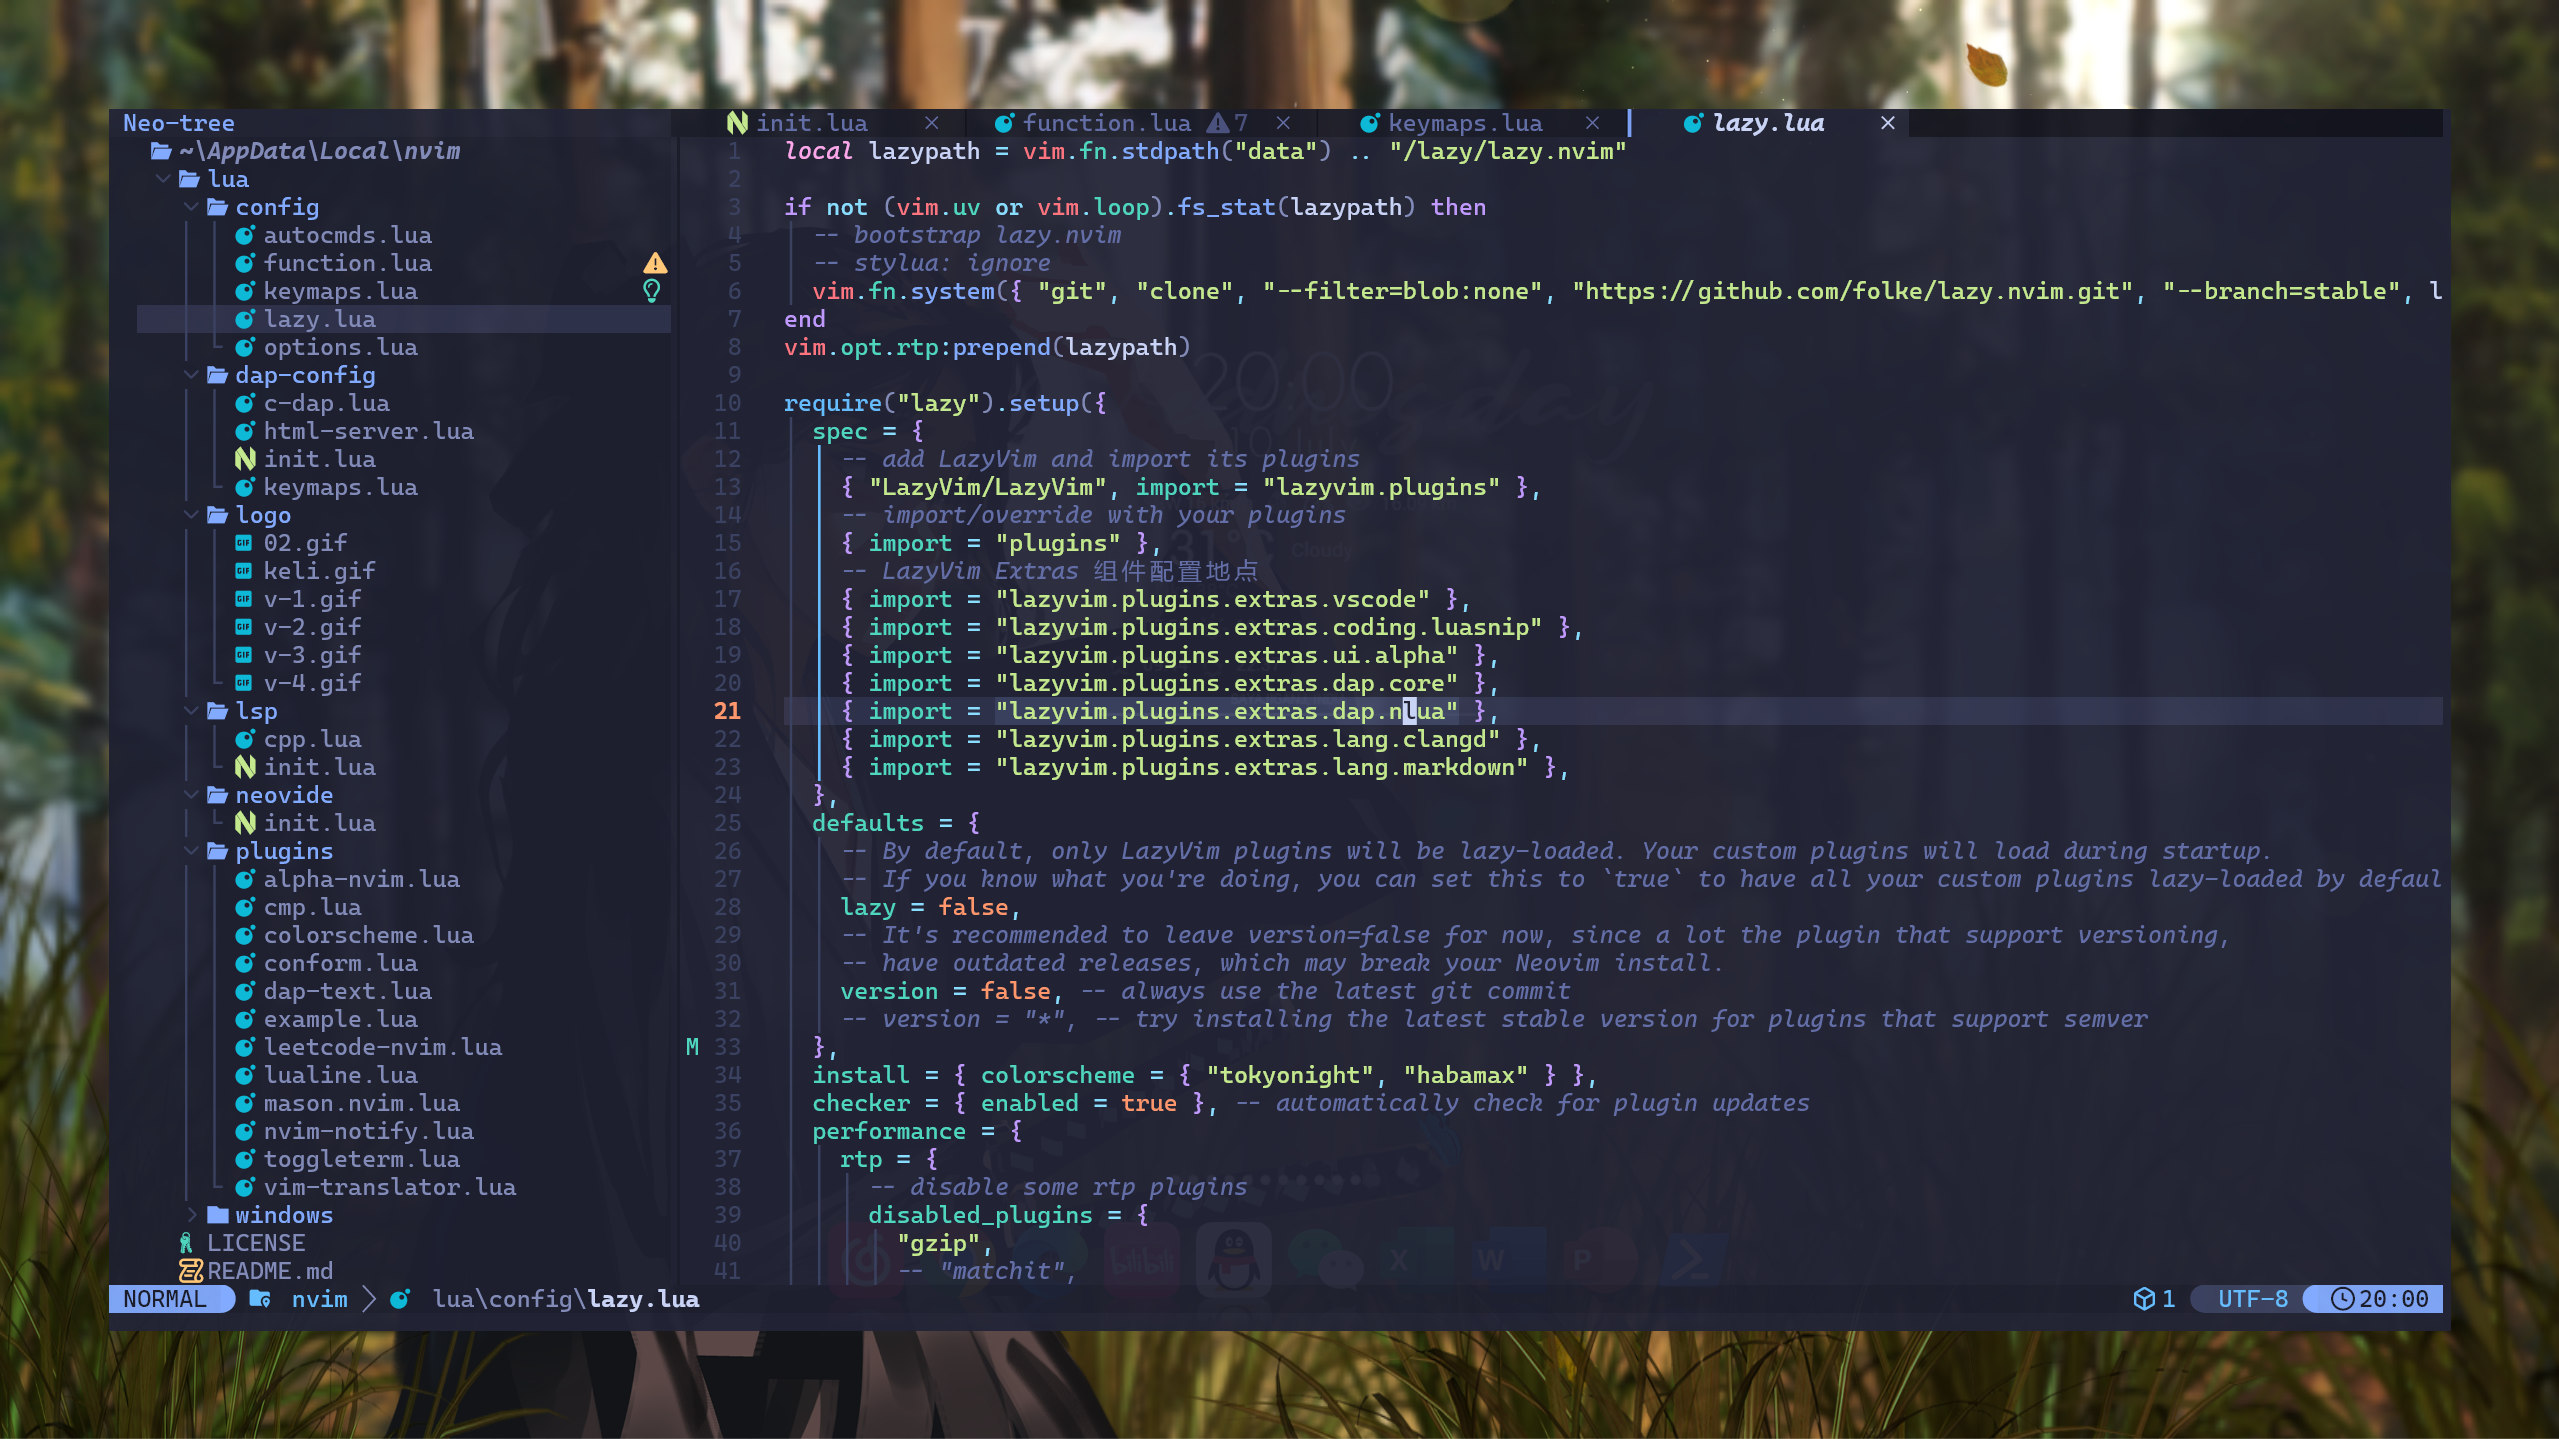 Neo-tree
init.lua
function.lua 7
keymaps.lua
lazy.lua
~\AppData\Local\nvim
lua
config
autocmds.lua
function.lua
keymaps.lua
lazy.lua
options.lua
dap-config
c-dap.lua
html-server.lua
init.lua
keymaps.lua
logo
02.gif
keli.gif
v-1.gif
v-2.gif
v-3.gif
v-4.gif
lsp
cpp.lua
init.lua
neovide
init.lua
plugins
alpha-nvim.lua
cmp.lua
colorscheme.lua
conform.lua
dap-text.lua
example.lua
leetcode-nvim.lua
lualine.lua
mason.nvim.lua
nvim-notify.lua
toggleterm.lua
vim-translator.lua
windows
LICENSE
README.md
1 local lazypath = vim.fn.stdpath("data") .. "/lazy/lazy.nvim"
2
3 if not (vim.uv or vim.loop).fs_stat(lazypath) then
4 -- bootstrap lazy.nvim
5 -- stylua: ignore
6 vim.fn.system({ "git", "clone", "--filter=blob:none", "https://github.com/folke/lazy.nvim.git", "--branch=stable", l
7 end
8 vim.opt.rtp:prepend(lazypath)
9
10 require("lazy").setup({
11 spec = {
12 -- add LazyVim and import its plugins
13 { "LazyVim/LazyVim", import = "lazyvim.plugins" },
14 -- import/override with your plugins
15 { import = "plugins" },
16 -- LazyVim Extras 组件配置地点
17 { import = "lazyvim.plugins.extras.vscode" },
18 { import = "lazyvim.plugins.extras.coding.luasnip" },
19 { import = "lazyvim.plugins.extras.ui.alpha" },
20 { import = "lazyvim.plugins.extras.dap.core" },
21 { import = "lazyvim.plugins.extras.dap.nlua" },
22 { import = "lazyvim.plugins.extras.lang.clangd" },
23 { import = "lazyvim.plugins.extras.lang.markdown" },
24 },
25 defaults = {
26 -- By default, only LazyVim plugins will be lazy-loaded. Your custom plugins will load during startup.
27 -- If you know what you're doing, you can set this to `true` to have all your custom plugins lazy-loaded by defaul
28 lazy = false,
29 -- It's recommended to leave version=false for now, since a lot the plugin that support versioning,
30 -- have outdated releases, which may break your Neovim install.
31 version = false, -- always use the latest git commit
32 -- version = "*", -- try installing the latest stable version for plugins that support semver
M 33 },
34 install = { colorscheme = { "tokyonight", "habamax" } },
35 checker = { enabled = true }, -- automatically check for plugin updates
36 performance = {
37 rtp = {
38 -- disable some rtp plugins
39 disabled_plugins = {
40 "gzip",
41 -- "matchit",
20:00
10 July
31°C Cloudy
bilibili
X
W
P
NORMAL nvim lua\config\lazy.lua
1 UTF-8 20:00